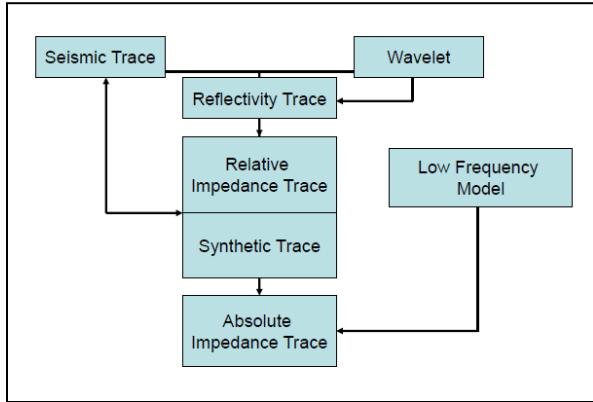 Seismic Trace
Wavelet
Reflectivity Trace
Relative
Impedance Trace
Low Frequency
Model
Synthetic Trace
Absolute
Impedance Trace